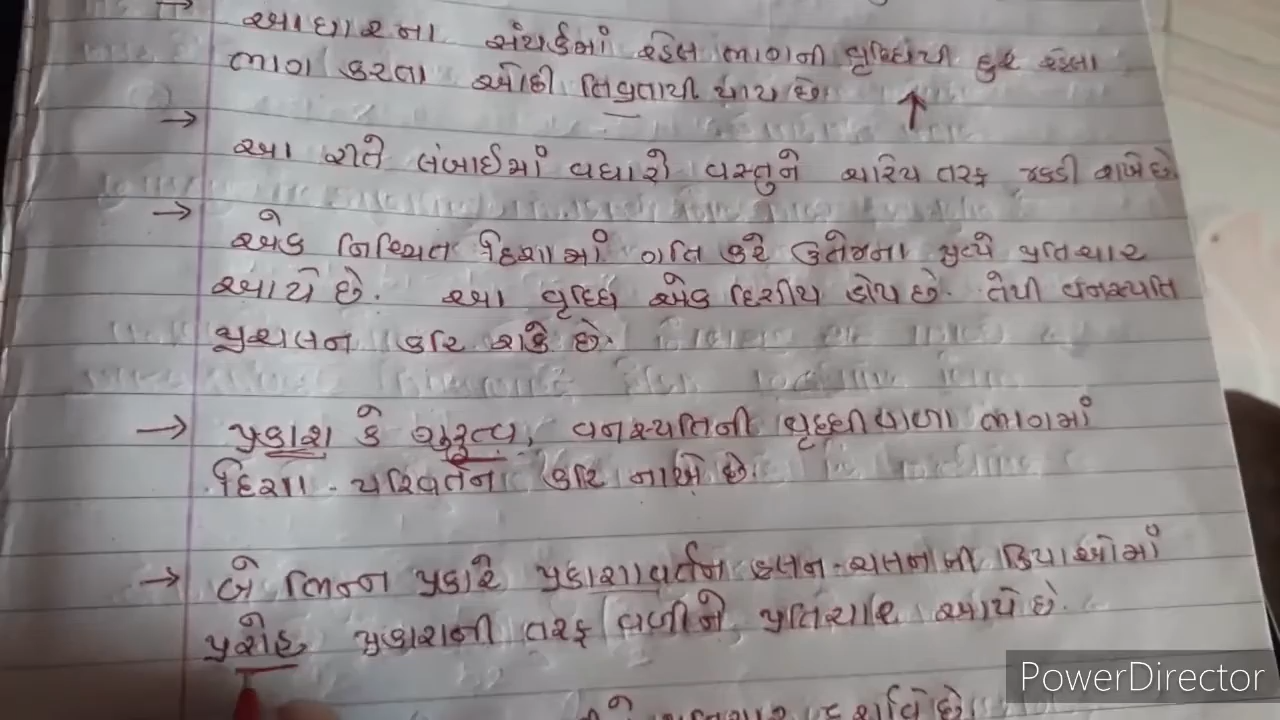 આધારના સંપર્કમાં રહેલ ભાગની વૃદ્ધિથી દુર રહેલા
ભાગ કરતા ઓછી તિવ્રતાથી થાય છે.
આ રીતે લંબાઈમાં વધારો વસ્તુને ચારેય તરફ જકડી રાખે છે
એક નિશ્ચિત દિશામાં ગતિ કરે ઉત્તેજના પ્રત્યે પ્રતિચાર
આપે છે. આ વૃદ્ધિ એક દિશીય હોય છે. તેથી વનસ્પતિ
પ્રચલન કરિ શકે છે.
પ્રકાશ કે ગુરુત્વ, વનસ્પતિની વૃદ્ધીવાળા ભાગમાં
દિશા પરિવર્તન કરિ નાખે છે.
બે ભિન્ન પ્રકારે પ્રકાશાવર્તન હલન-ચલનની ક્રિયાઓમાં
પ્રરોહ પ્રકાશની તરફ વળીને પ્રતિચાર આપે છે.
પ્રતિચાર દર્શાવે છે.
PowerDirector